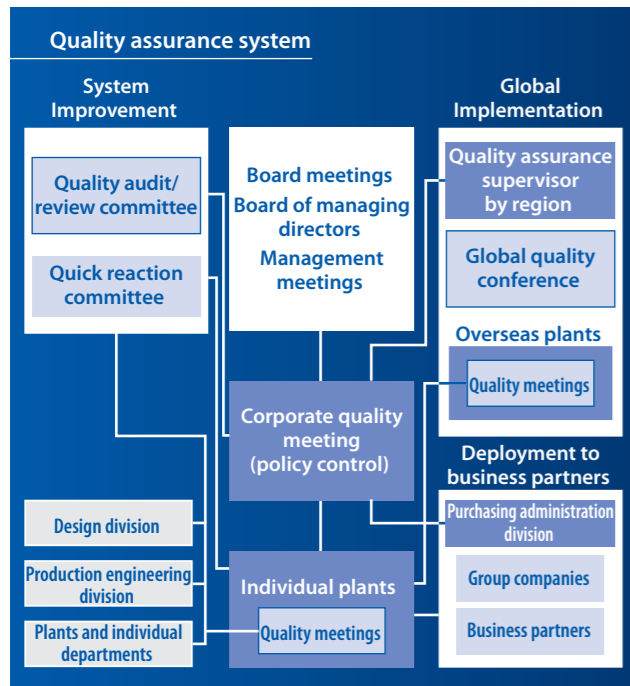 Quality assurance system
System
Improvement
Quality audit/
review committee
Quick reaction
committee
Design division
Production engineering
division
Plants and individual
departments
Board meetings
Board of managing
directors
Management
meetings
Corporate quality
meeting
(policy control)
Individual plants
Quality meetings
Global
Implementation
Quality assurance
supervisor
by region
Global quality
conference
Overseas plants
Quality meetings
Deployment to
business partners
Purchasing administration
division
Group companies
Business partners